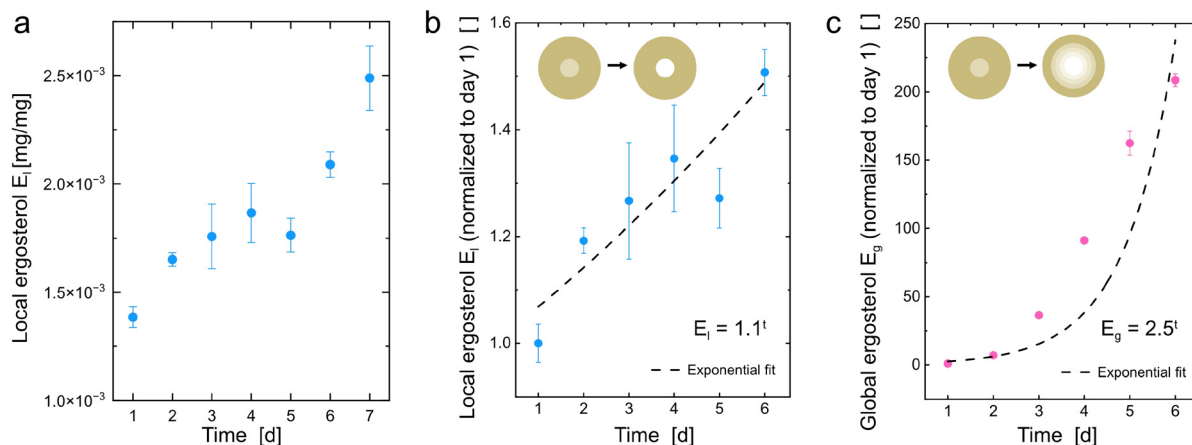 a
Local ergosterol E_l [mg/mg]
2.5×10⁻³
2.0×10⁻³
1.5×10⁻³
1.0×10⁻³
1 2 3 4 5 6 7
Time [d]
b
Local ergosterol E_l (normalized to day 1) [ ]
1.6
1.4
1.2
1.0
E_l = 1.1ᵗ
Exponential fit
1 2 3 4 5 6
Time [d]
c
Global ergosterol E_g (normalized to day 1) [ ]
250
200
150
100
50
0
E_g = 2.5ᵗ
Exponential fit
1 2 3 4 5 6
Time [d]